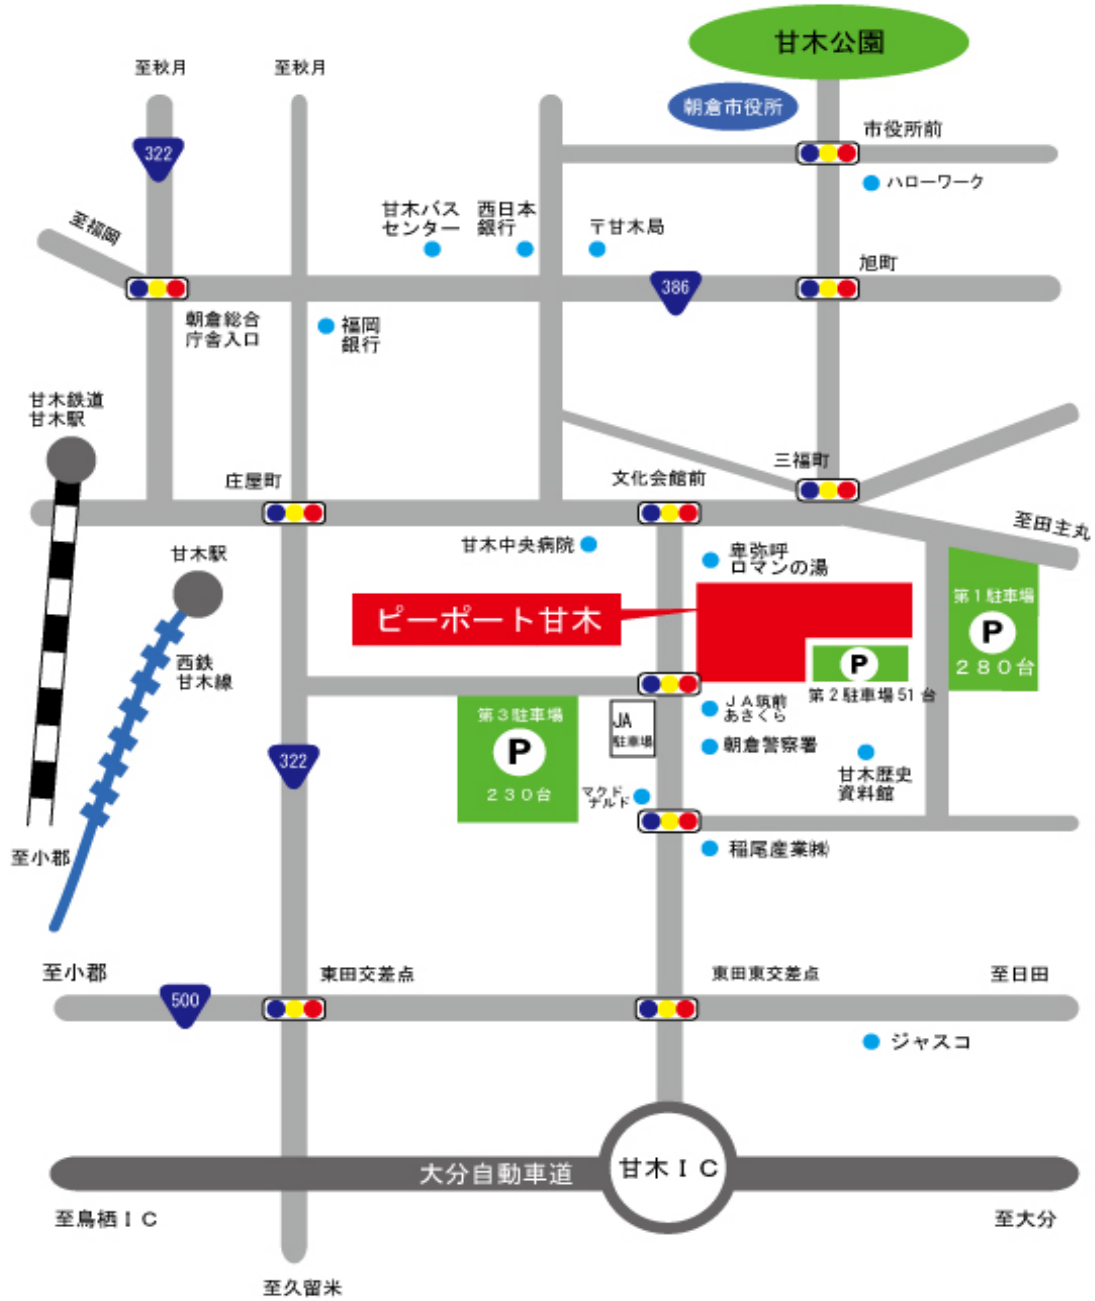 甘木公園
至秋月
至秋月
朝倉市役所
市役所前
322
ハローワーク
甘木バス
センター
西日本
銀行
〒甘木局
至福岡
旭町
386
朝倉総合
庁舎入口
福岡
銀行
甘木鉄道
甘木駅
庄屋町
文化会館前
三福町
至田主丸
甘木中央病院
卑弥呼
ロマンの湯
甘木駅
ピーポート甘木
第1駐車場
P
280台
西鉄
甘木線
P
第2駐車場51台
第3駐車場
P
230台
JA
駐車場
JA筑前
あさくら
朝倉警察署
322
甘木歴史
資料館
マクド
ナルド
至小郡
稲尾産業㈱
至小郡
東田交差点
東田東交差点
至日田
500
ジャスコ
大分自動車道
甘木IC
至鳥栖IC
至大分
至久留米